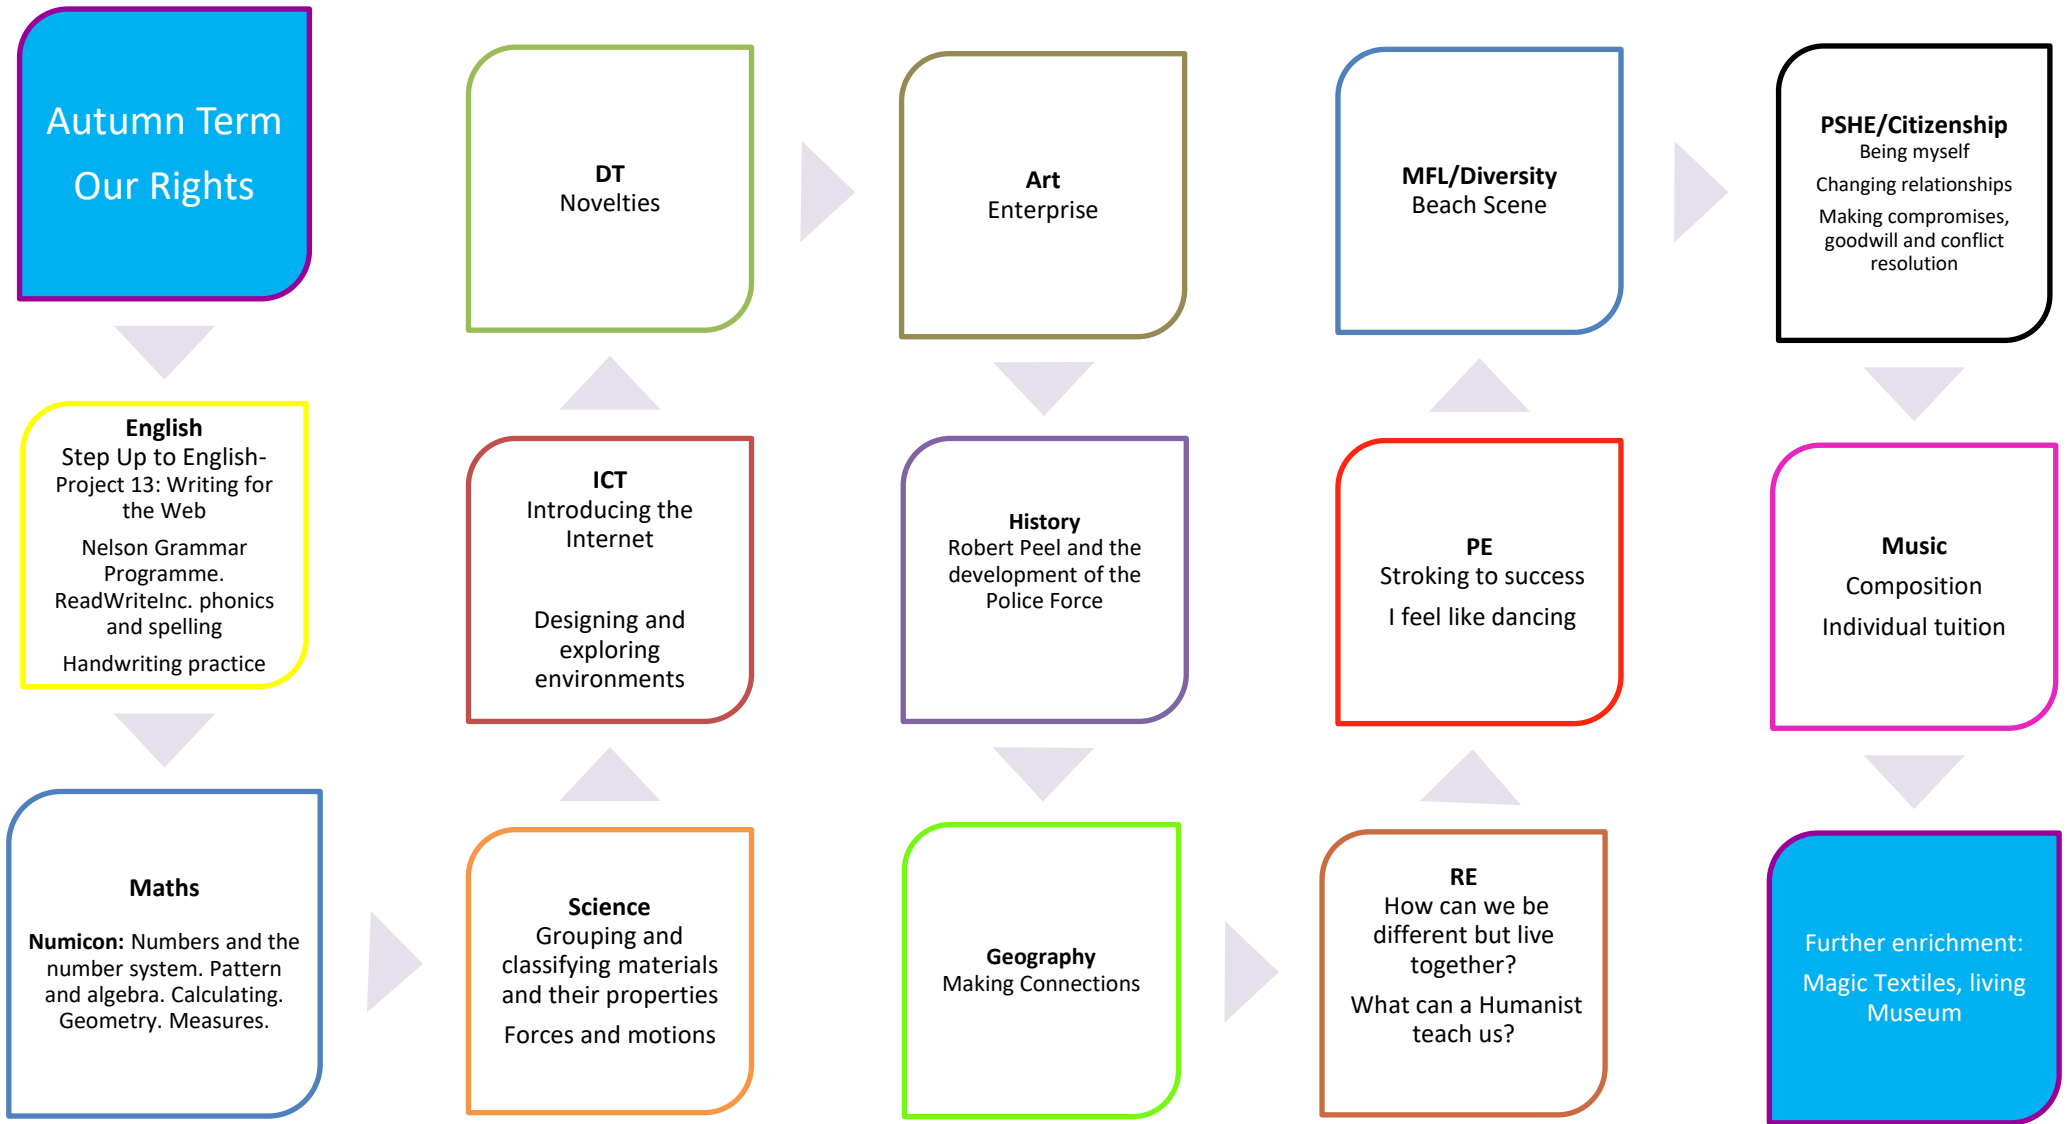 Autumn Term
Our Rights
English
Step Up to English-
Project 13: Writing for
the Web
Nelson Grammar
Programme.
ReadWriteInc. phonics
and spelling
Handwriting practice
Maths
Numicon: Numbers and the
number system. Pattern
and algebra. Calculating.
Geometry. Measures.
Science
Grouping and
classifying materials
and their properties
Forces and motions
ICT
Introducing the
Internet
Designing and
exploring
environments
DT
Novelties
Art
Enterprise
History
Robert Peel and the
development of the
Police Force
Geography
Making Connections
RE
How can we be
different but live
together?
What can a Humanist
teach us?
PE
Stroking to success
I feel like dancing
MFL/Diversity
Beach Scene
PSHE/Citizenship
Being myself
Changing relationships
Making compromises,
goodwill and conflict
resolution
Music
Composition
Individual tuition
Further enrichment:
Magic Textiles, living
Museum